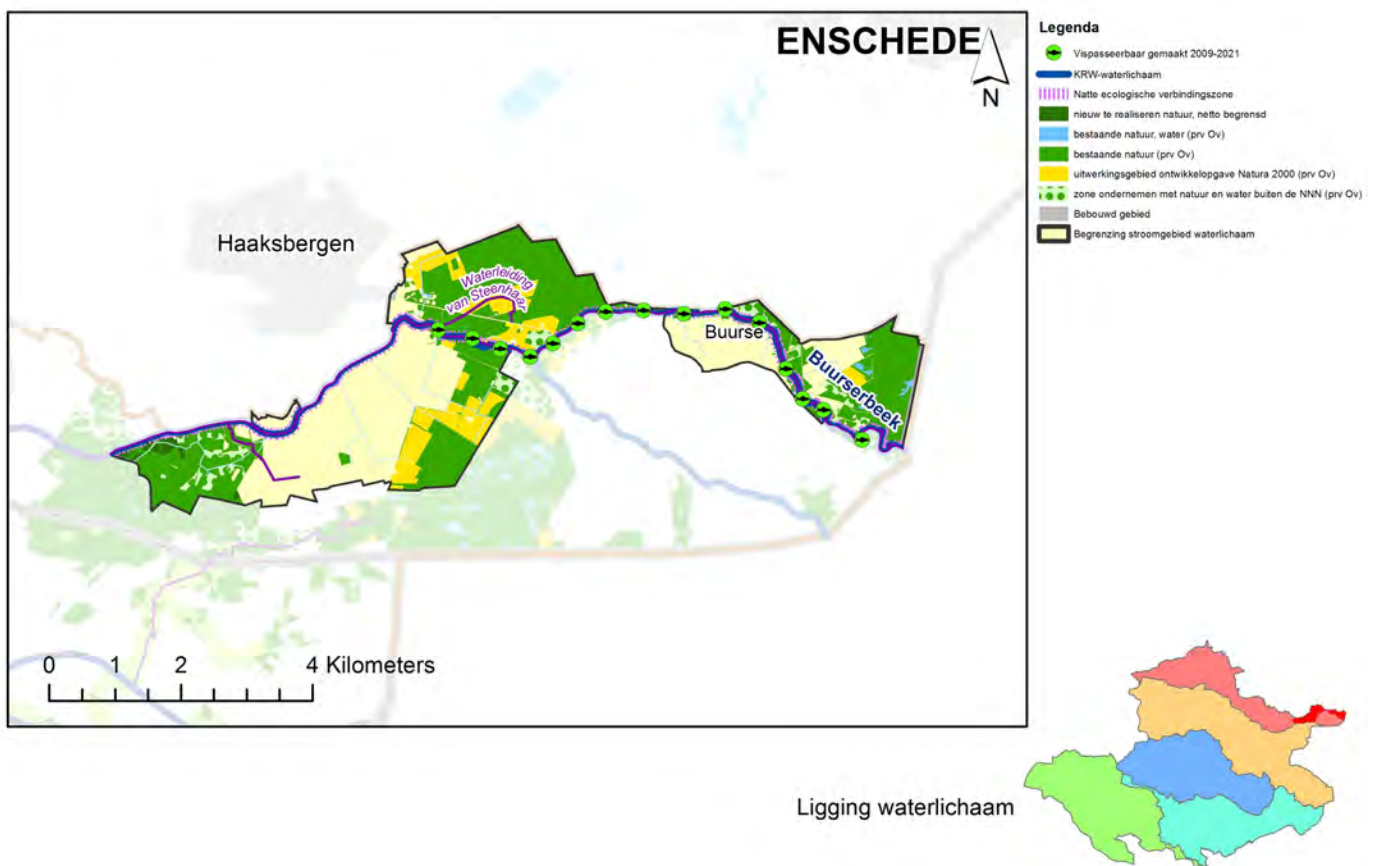 ENSCHEDE
N
Haaksbergen
Waterleiding
van Steenhaar
Buurse
Buurserbeek
0 1 2 4 Kilometers
Legenda
Vispasseerbaar gemaakt 2009-2021
KRW-waterlichaam
Natte ecologische verbindingszone
nieuw te realiseren natuur, netto begrensd
bestaande natuur, water (prv Ov)
bestaande natuur (prv Ov)
uitwerkingsgebied ontwikkelopgave Natura 2000 (prv Ov)
zone ondernemen met natuur en water buiten de NNN (prv Ov)
Bebouwd gebied
Begrenzing stroomgebied waterlichaam
Ligging waterlichaam